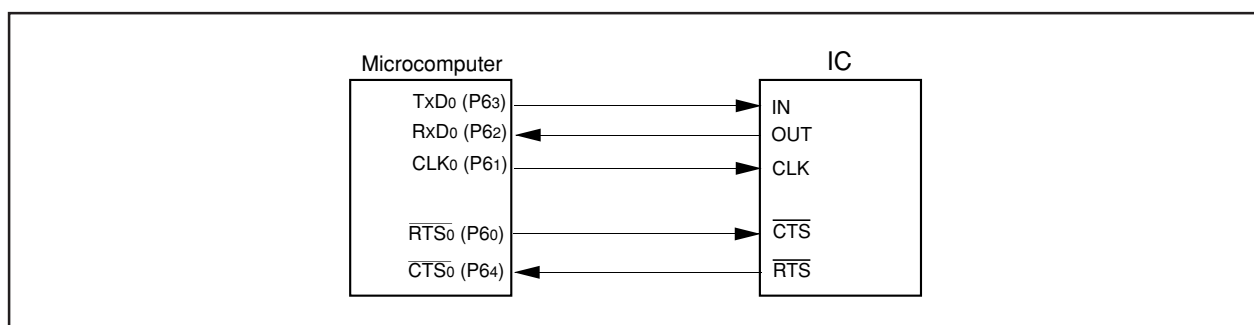 Microcomputer
IC
TxD0 (P63)
IN
RxD0 (P62)
OUT
CLK0 (P61)
CLK
RTS0 (P60)
CTS
CTS0 (P64)
RTS